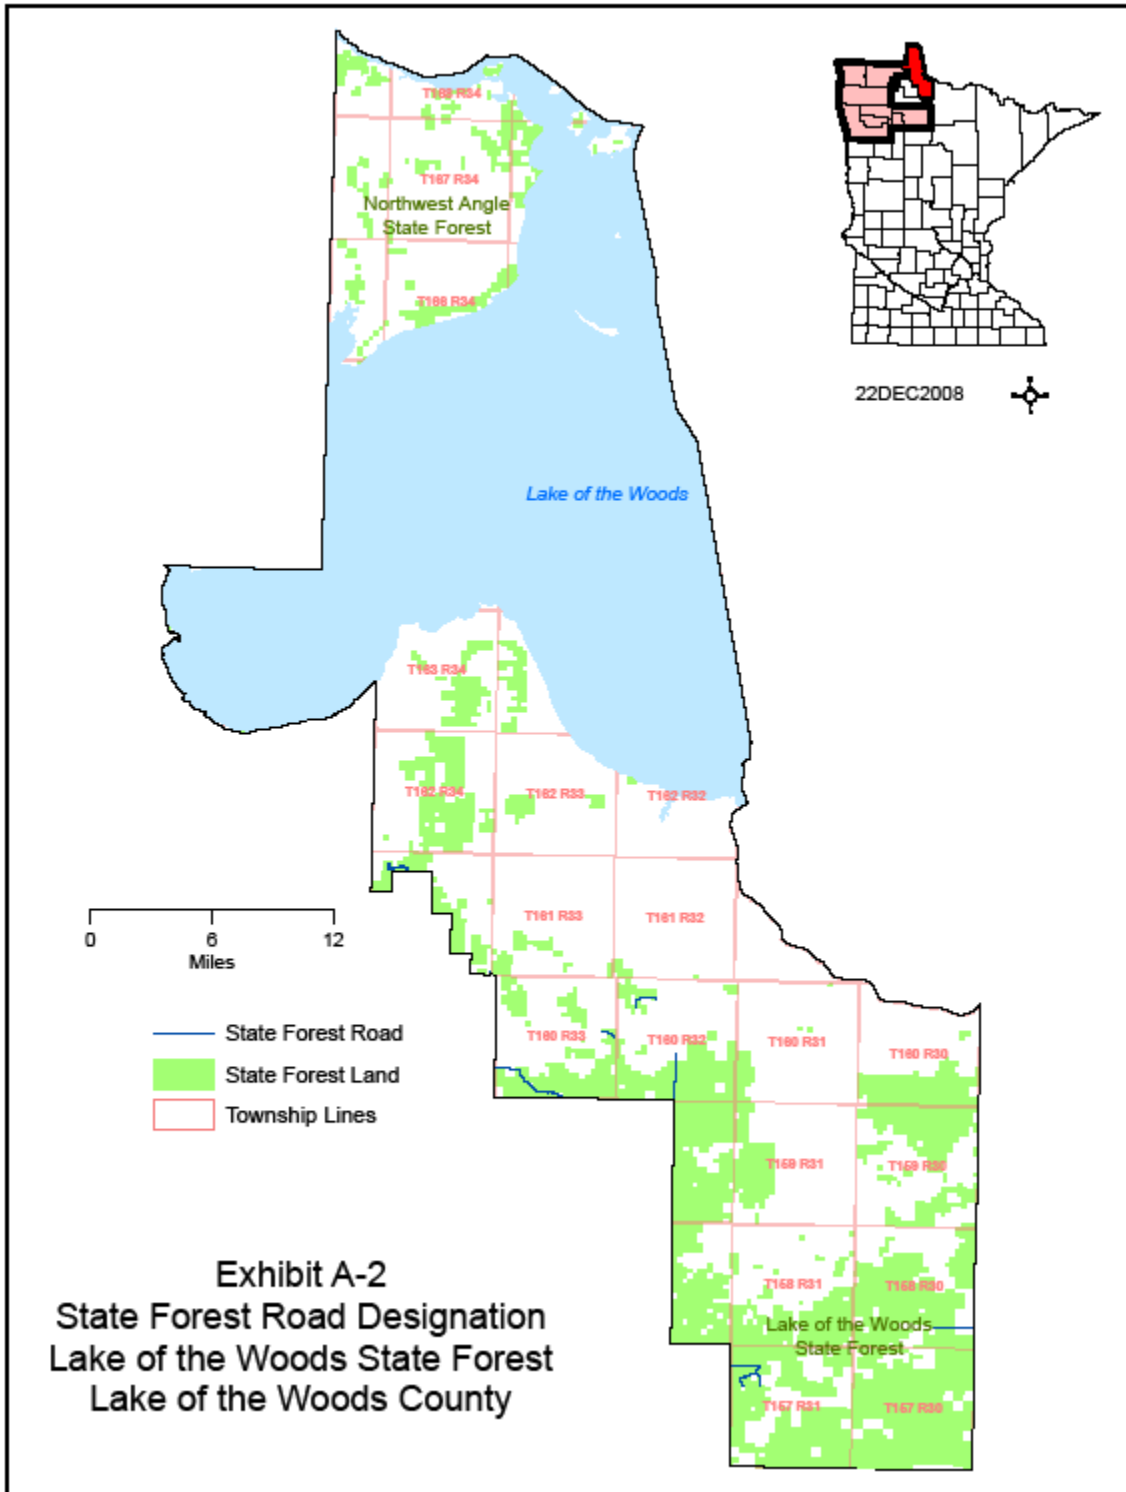 T168 R34
T167 R34
Northwest Angle
State Forest
T166 R34
22DEC2008
Lake of the Woods
T163 R34
T162 R34
T162 R33
T162 R32
T161 R33
T161 R32
0
6
12
Miles
T160 R33
T160 R32
T160 R31
T160 R30
State Forest Road
State Forest Land
Township Lines
T159 R31
T159 R30
T158 R31
T158 R30
Lake of the Woods
State Forest
T157 R31
T157 R30
Exhibit A-2
State Forest Road Designation
Lake of the Woods State Forest
Lake of the Woods County